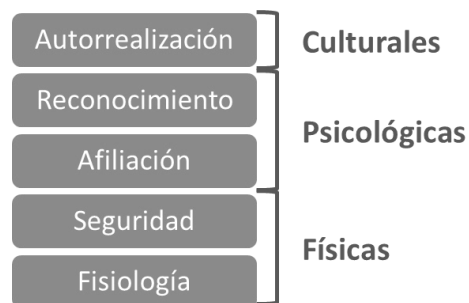 Autorrealización
Culturales
Reconocimiento
Psicológicas
Afiliación
Seguridad
Físicas
Fisiología